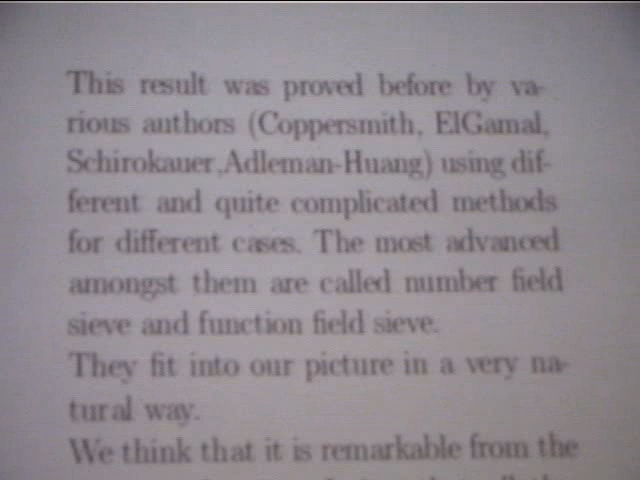 This result was proved before by va-
rious authors (Coppersmith, ElGamal,
Schirokauer,Adleman-Huang) using dif-
ferent and quite complicated methods
for different cases. The most advanced
amongst them are called number field
sieve and function field sieve.
They fit into our picture in a very na-
tural way.
We think that it is remarkable from the